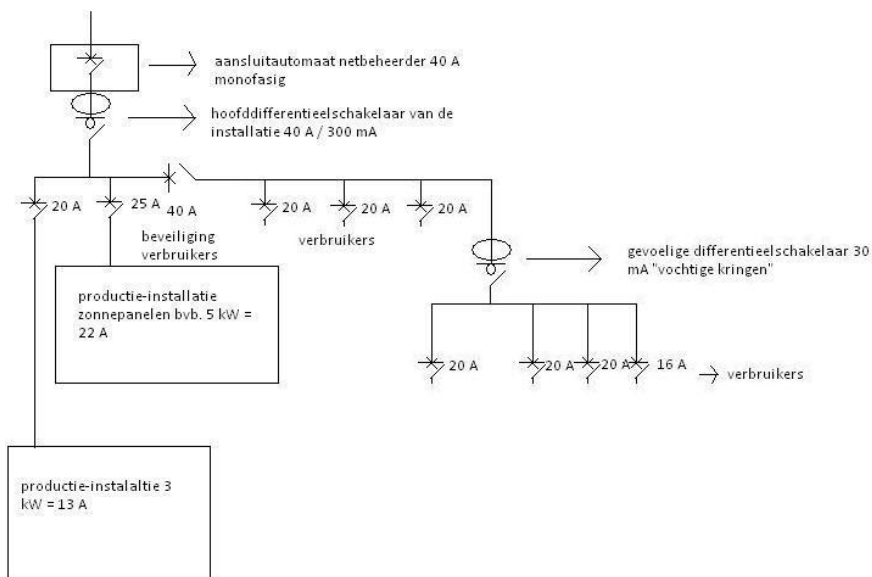 aansluitautomaat netbeheerder 40 A
monofasig
hoofddifferentieelschakelaar van de
installatie 40 A / 300 mA
20 A
25 A
40 A
beveiliging
verbruikers
20 A
20 A
20 A
verbruikers
gevoelige differentieelschakelaar 30
mA "vochtige kringen"
productie-installatie
zonnepanelen bvb. 5 kW =
22 A
20 A
20 A
20 A
16 A
verbruikers
productie-instalaltie 3
kW = 13 A